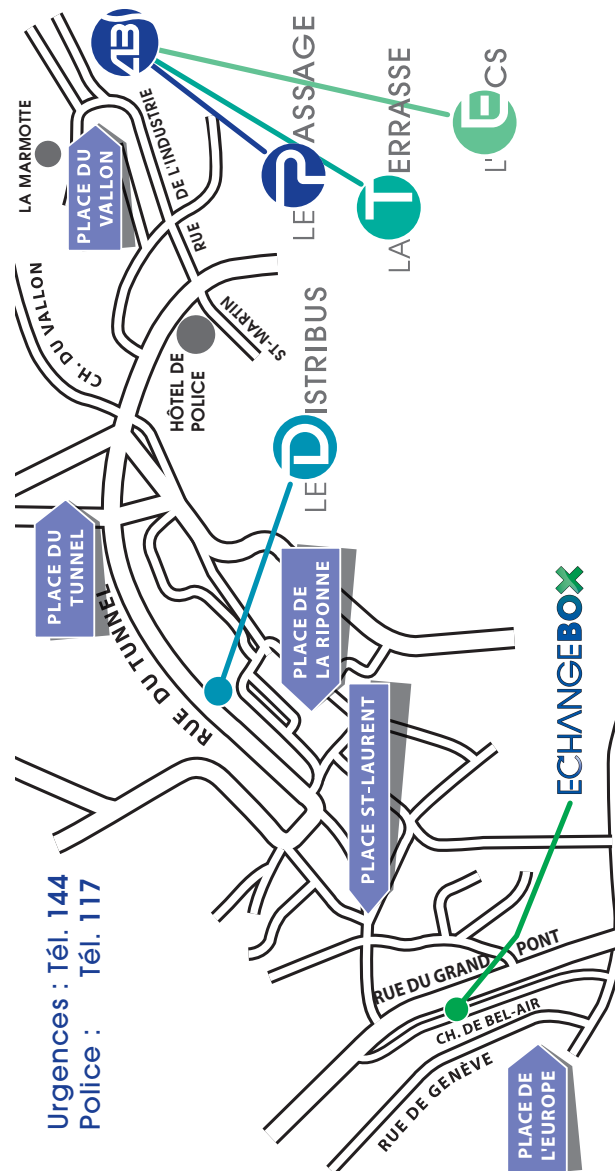 Urgences : Tél. 144
Police : Tél. 117
RUE DU TUNNEL
PLACE DU
TUNNEL
CH. DU VALLON
LA MARMOTTE
PLACE DU
VALLON
RUE DE L'INDUSTRIE
HÔTEL DE
POLICE
ST-MARTIN
LE PASSAGE
LA TERRASSE
LE DISTRIBUS
PLACE DE
LA RIPONNE
PLACE ST-LAURENT
RUE DU GRAND PONT
CH. DE BEL-AIR
RUE DE GENÈVE
PLACE DE
L'EUROPE
ECHANGEBOX